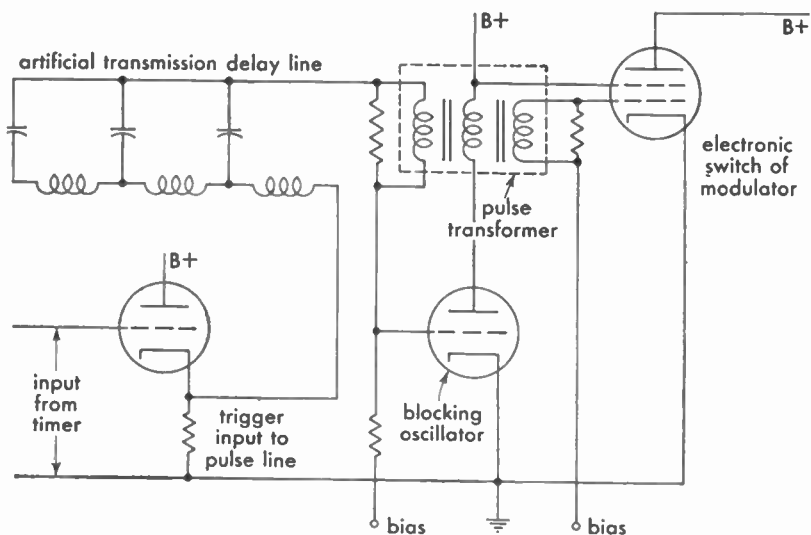 B+
B+
artificial transmission delay line
electronic
switch of
modulator
pulse
transformer
B+
input
from
timer
trigger
input to
pulse line
blocking
oscillator
bias
bias